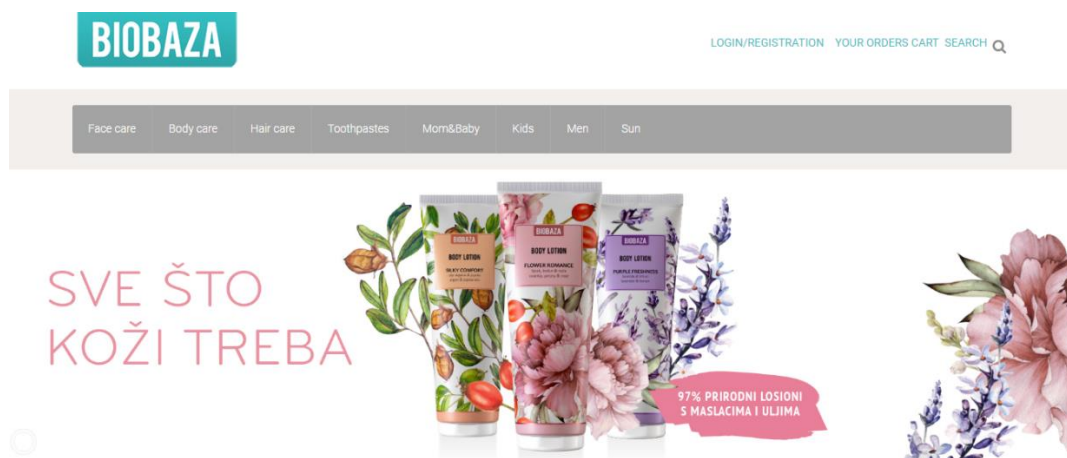 BIOBAZA
LOGIN/REGISTRATION YOUR ORDERS CART SEARCH
Face care Body care Hair care Toothpastes Mom&Baby Kids Men Sun
SVE ŠTO
KOŽI TREBA
BIOBAZA
BODY LOTION
SILKY COMFORT
BIOBAZA
BODY LOTION
FLOWER ROMANCE
BIOBAZA
BODY LOTION
PURPLE FRESHNESS
97% PRIRODNI LOSIONI
S MASLACIMA I ULJIMA